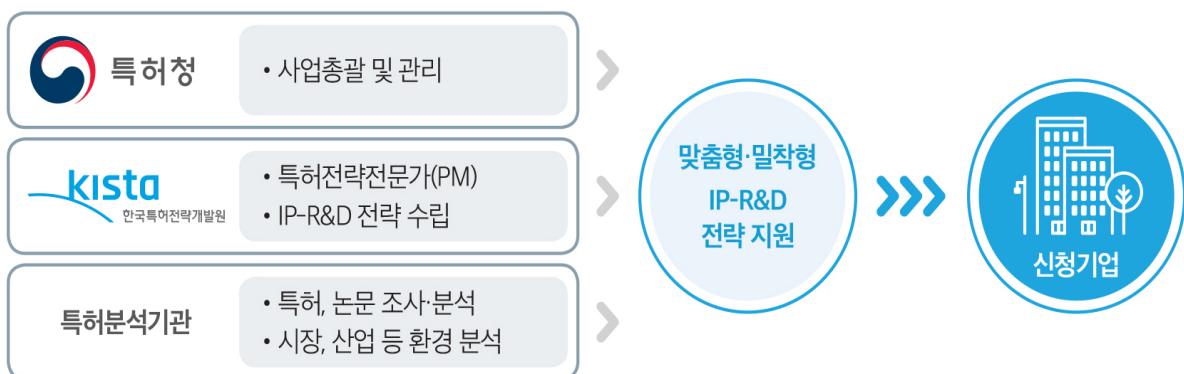 특허청
• 사업총괄 및 관리
kista
한국특허전략개발원
• 특허전략전문가(PM)
• IP-R&D 전략 수립
특허분석기관
• 특허, 논문 조사·분석
• 시장, 산업 등 환경 분석
맞춤형·밀착형
IP-R&D
전략 지원
신청기업